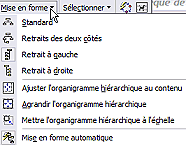 Mise en forme Sélectionner
Standard
Retraits des deux côtés
Retrait à gauche
Retrait à droite
Ajuster l'organigramme hiérarchique au contenu
Agrandir l'organigramme hiérarchique
Mettre l'organigramme hiérarchique à l'échelle
Mise en forme automatique